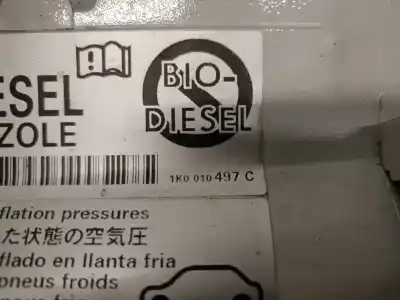 BIO-
ESEL
DIESEL
ZOLE
1K0 010 497 C
flation pressures
た状態の空気圧
flado en llanta fria
pneus froids